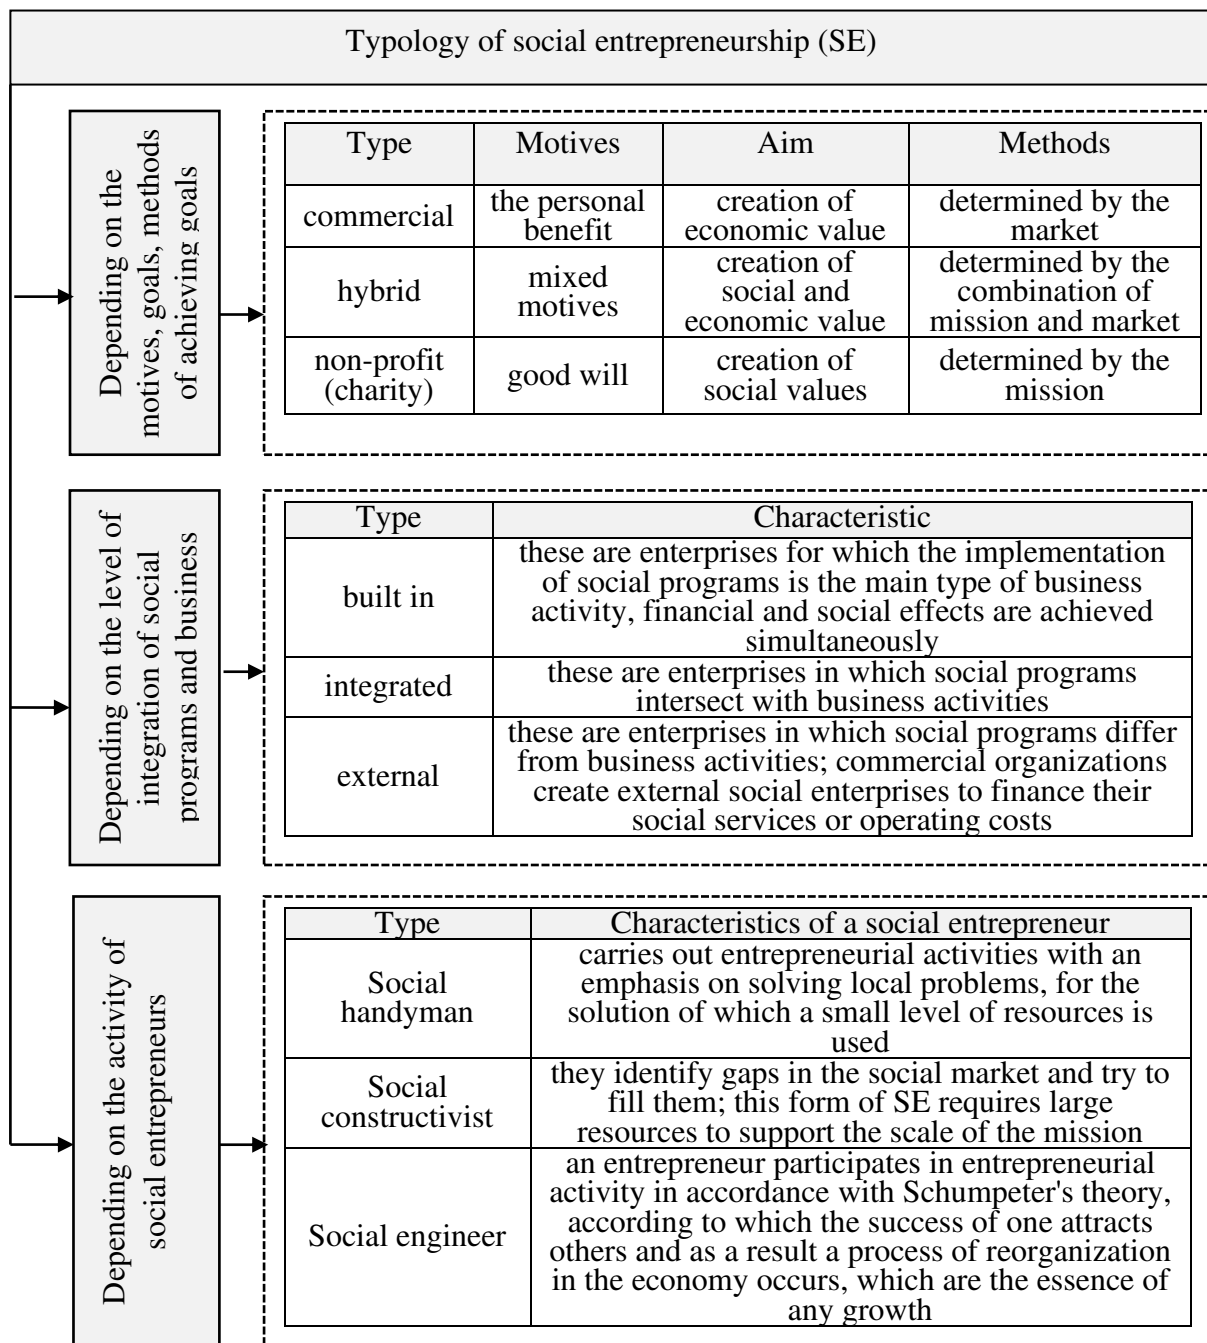 Typology of social entrepreneurship (SE)
Depending on the
motives, goals, methods
of achieving goals
Type
Motives
Aim
Methods
commercial
the personal
benefit
creation of
economic value
determined by the
market
hybrid
mixed
motives
creation of
social and
economic value
determined by the
combination of
mission and market
non-profit
(charity)
good will
creation of
social values
determined by the
mission
Depending on the level of
integration of social
programs and business
Type
Characteristic
built in
these are enterprises for which the implementation
of social programs is the main type of business
activity, financial and social effects are achieved
simultaneously
integrated
these are enterprises in which social programs
intersect with business activities
external
these are enterprises in which social programs differ
from business activities; commercial organizations
create external social enterprises to finance their
social services or operating costs
Depending on the activity of
social entrepreneurs
Type
Characteristics of a social entrepreneur
Social
handyman
carries out entrepreneurial activities with an
emphasis on solving local problems, for the
solution of which a small level of resources is
used
Social
constructivist
they identify gaps in the social market and try to
fill them; this form of SE requires large
resources to support the scale of the mission
Social engineer
an entrepreneur participates in entrepreneurial
activity in accordance with Schumpeter's theory,
according to which the success of one attracts
others and as a result a process of reorganization
in the economy occurs, which are the essence of
any growth